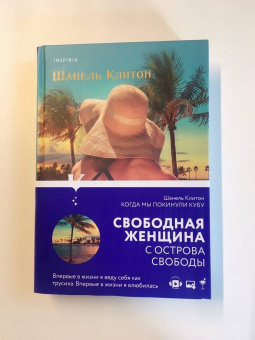 INSPIRIA
ШАНЕЛЬ КЛИТОН
Шанель Клитон
КОГДА МЫ ПОКИНУЛИ КУБУ
СВОБОДНАЯ
ЖЕНЩИНА
С ОСТРОВА
СВОБОДЫ
Впервые в жизни я веду себя как
трусиха. Впервые в жизни я влюбилась